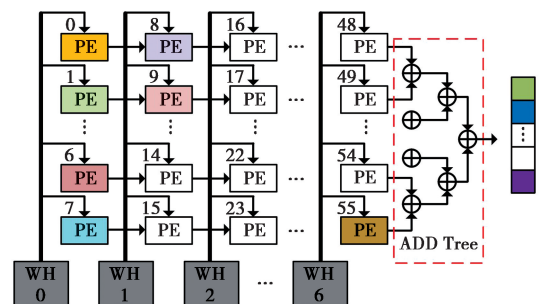 0 8 16 48
PE PE PE ... PE
1 9 17 49
PE PE PE PE
⋮ ⋮ ⋮ ⋮
6 14 22 54
PE PE PE PE
7 15 23 55
PE PE PE ... PE
ADD Tree
WH WH WH WH
0 1 2 ... 6